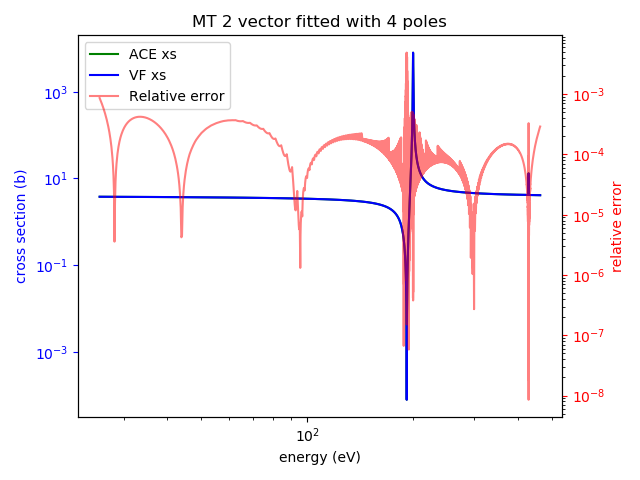 MT 2 vector fitted with 4 poles
ACE xs
VF xs
Relative error
cross section (b)
10³
10¹
10⁻¹
10⁻³
10²
energy (eV)
10⁻³
10⁻⁴
10⁻⁵
10⁻⁶
10⁻⁷
10⁻⁸
relative error